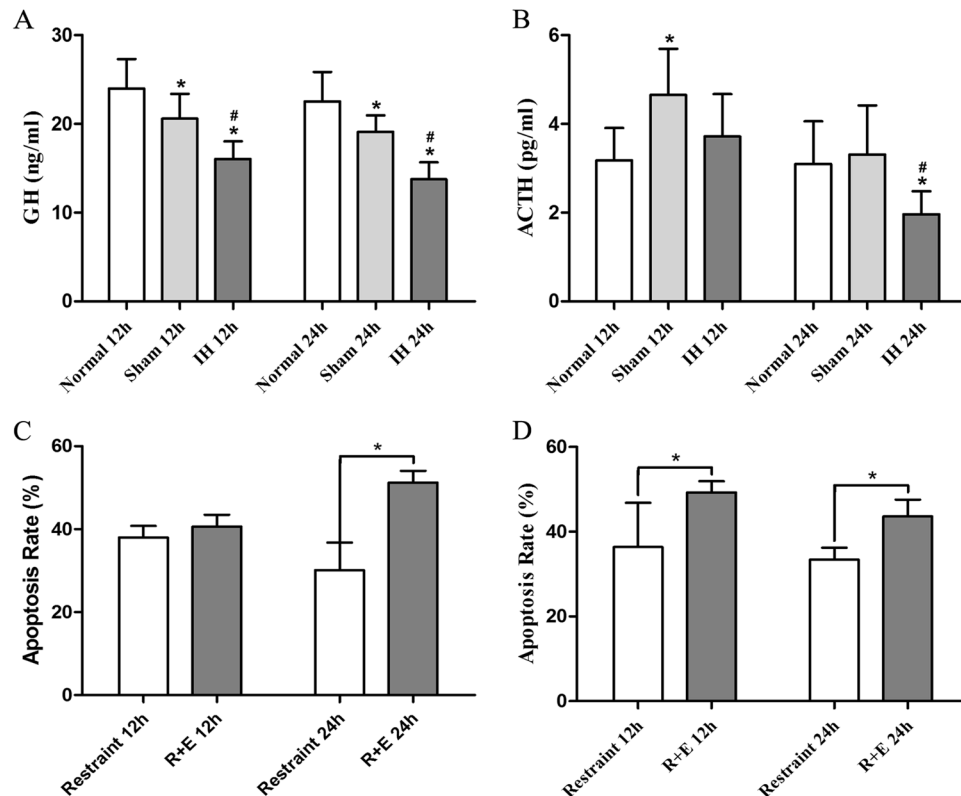 A
GH (ng/ml)
30
20
10
0
*
#
*
*
#
*
Normal 12h
Sham 12h
IH 12h
Normal 24h
Sham 24h
IH 24h
B
ACTH (pg/ml)
6
4
2
0
*
#
*
Normal 12h
Sham 12h
IH 12h
Normal 24h
Sham 24h
IH 24h
C
Apoptosis Rate (%)
60
40
20
0
*
Restraint 12h
R+E 12h
Restraint 24h
R+E 24h
D
Apoptosis Rate (%)
60
40
20
0
*
*
Restraint 12h
R+E 12h
Restraint 24h
R+E 24h